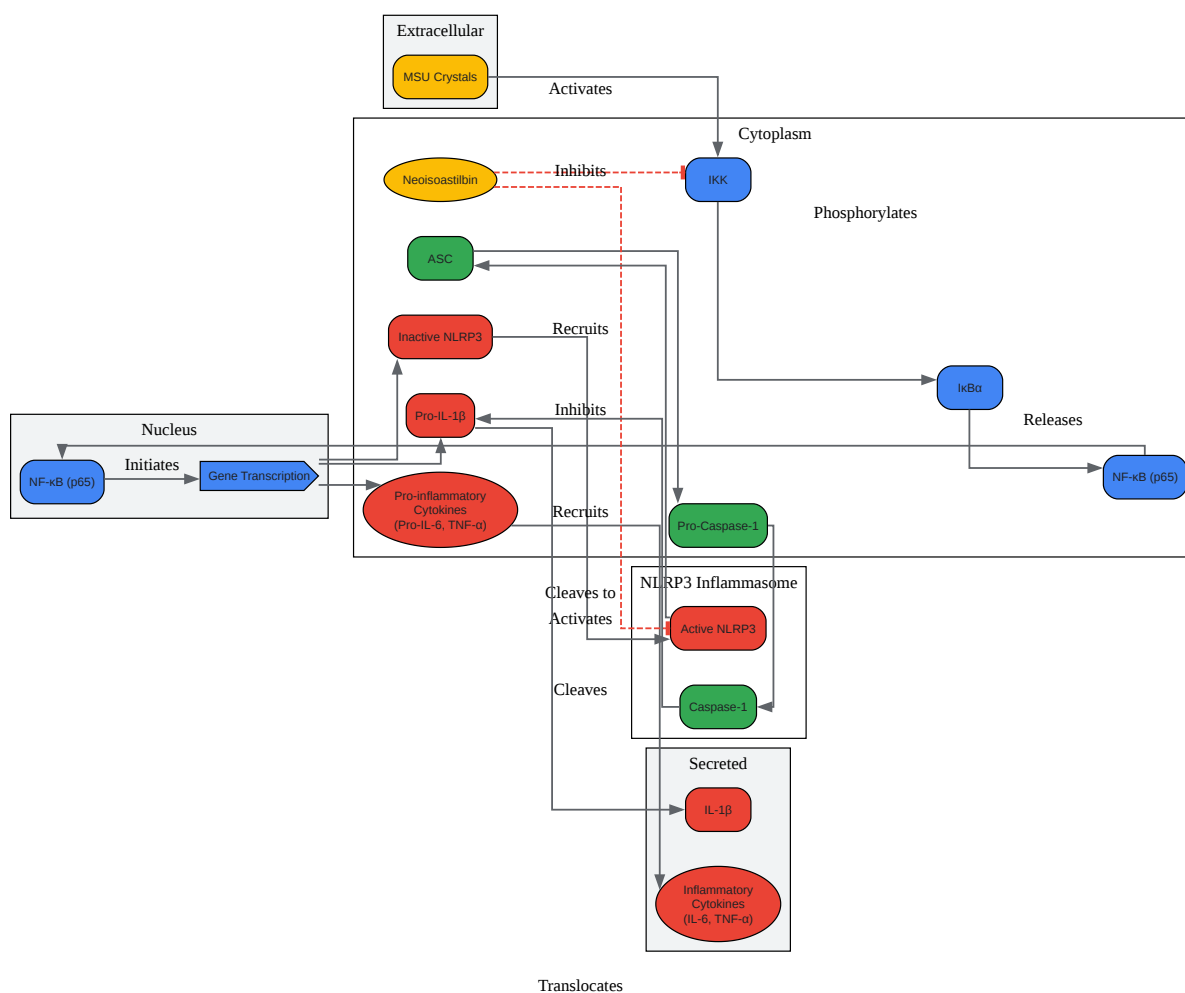 Extracellular
MSU Crystals
Activates
Cytoplasm
Neoisoastilbin
Inhibits
IKK
Phosphorylates
ASC
Inactive NLRP3
Recruits
IκBα
Pro-IL-1β
Inhibits
Releases
Nucleus
NF-κB (p65)
Initiates
Gene Transcription
NF-κB (p65)
Pro-inflammatory
Cytokines
(Pro-IL-6, TNF-α)
Recruits
Pro-Caspase-1
NLRP3 Inflammasome
Cleaves to
Activates
Active NLRP3
Cleaves
Caspase-1
Secreted
IL-1β
Inflammatory
Cytokines
(IL-6, TNF-α)
Translocates